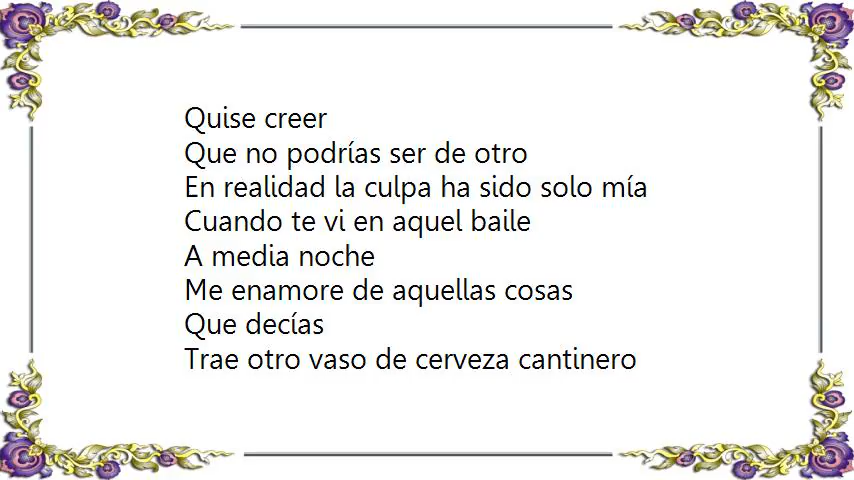 Quise creer
Que no podrías ser de otro
En realidad la culpa ha sido solo mía
Cuando te vi en aquel baile
A media noche
Me enamore de aquellas cosas
Que decías
Trae otro vaso de cerveza cantinero